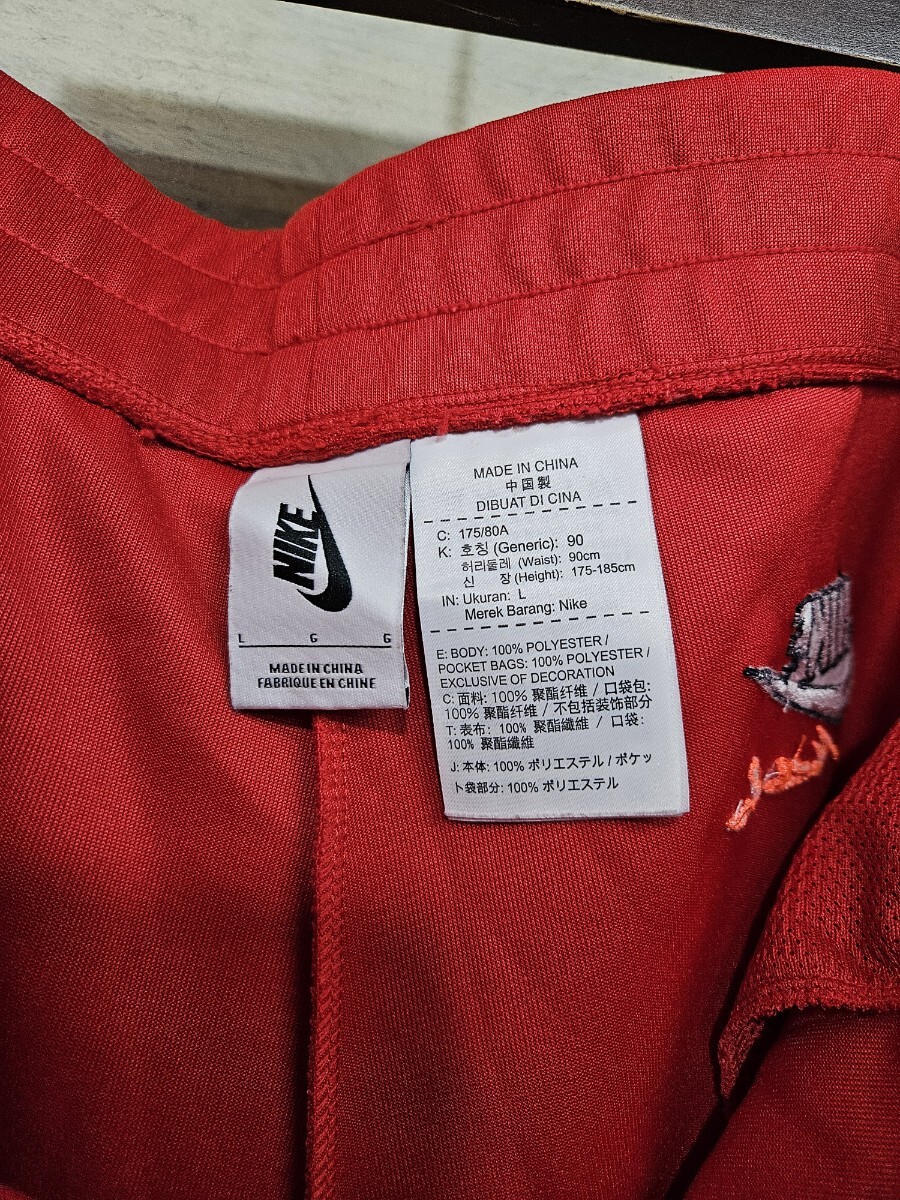 NIKE
L G G
MADE IN CHINA
FABRIQUE EN CHINE
MADE IN CHINA
中国製
DIBUAT DI CINA
C: 175/80A
K: 호칭 (Generic): 90
허리둘레 (Waist): 90cm
신 장 (Height): 175-185cm
IN: Ukuran: L
Merek Barang: Nike
E: BODY: 100% POLYESTER /
POCKET BAGS: 100% POLYESTER /
EXCLUSIVE OF DECORATION
C: 面料: 100% 聚酯纤维 / 口袋包:
100% 聚酯纤维 / 不包括装饰部分
T: 表布: 100% 聚酯纖維 / 口袋:
100% 聚酯纖維
J: 本体: 100% ポリエステル / ポケッ
ト袋部分: 100% ポリエステル